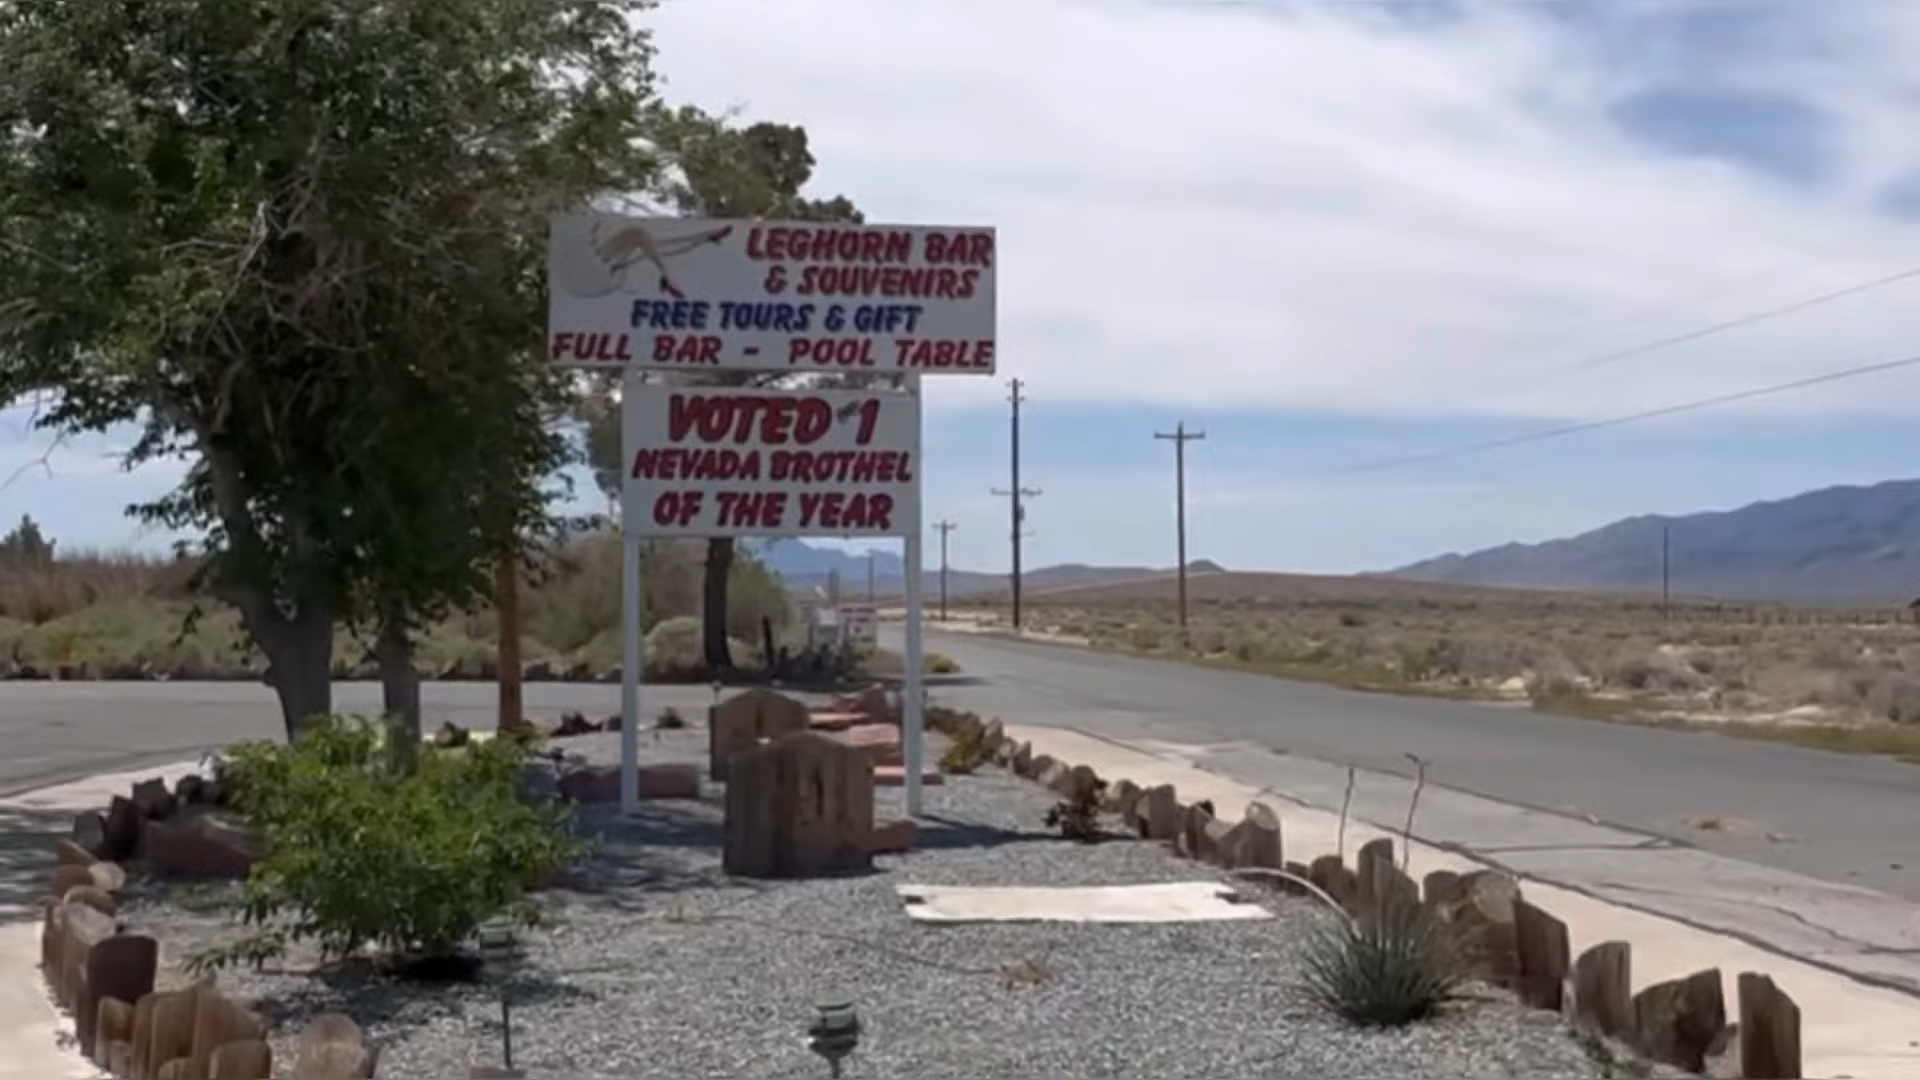 LEGHORN BAR
& SOUVENIRS
FREE TOURS & GIFT
FULL BAR - POOL TABLE
VOTED #1
NEVADA BROTHEL
OF THE YEAR